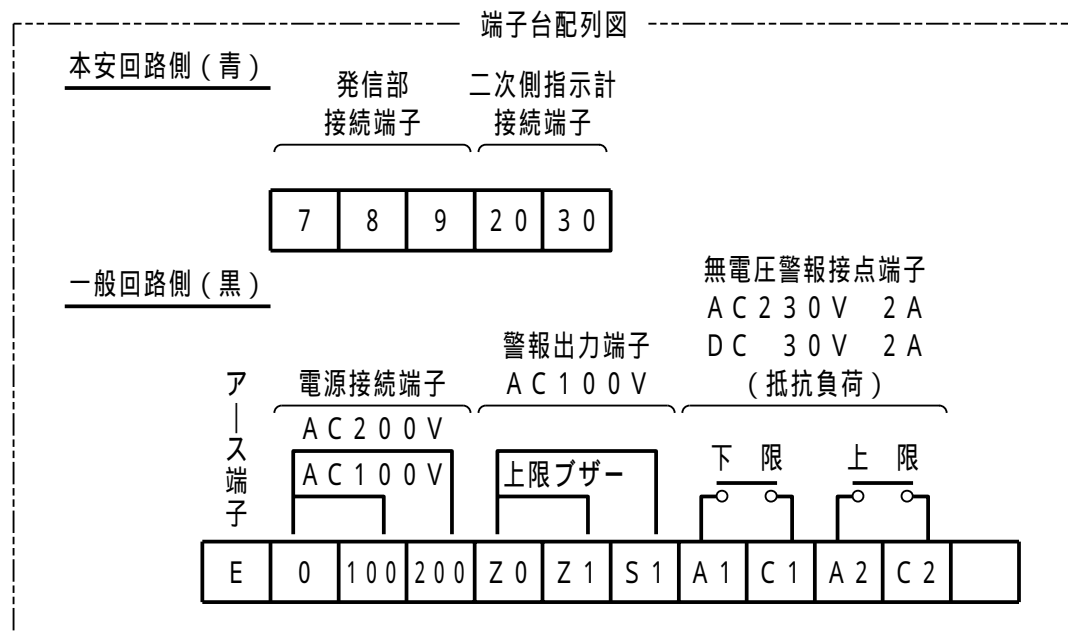 端子台配列図
本安回路側(青)
発信部
接続端子
二次側指示計
接続端子
7 8 9 20 30
一般回路側(黒)
無電圧警報接点端子
AC230V 2A
DC 30V 2A
(抵抗負荷)
警報出力端子
AC100V
電源接続端子
アース端子
AC200V
AC100V
上限ブザー
下 限
上 限
E 0 100 200 Z0 Z1 S1 A1 C1 A2 C2